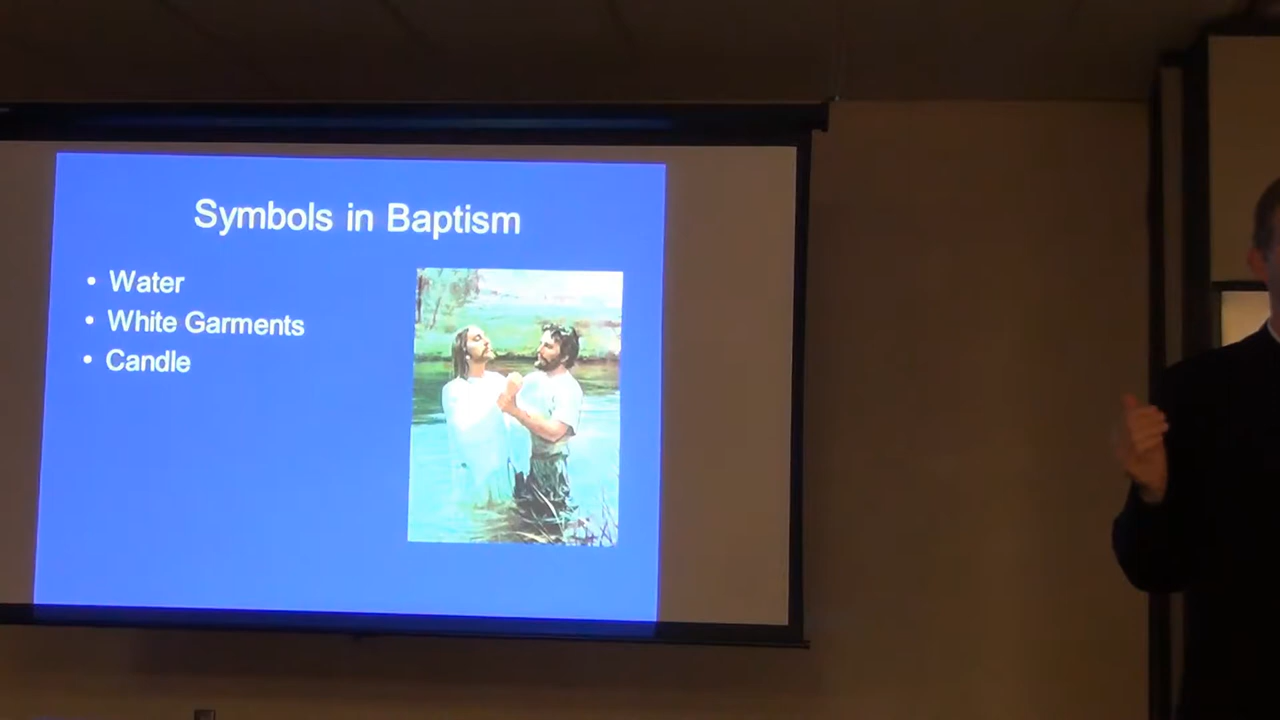 Symbols in Baptism
• Water
• White Garments
• Candle